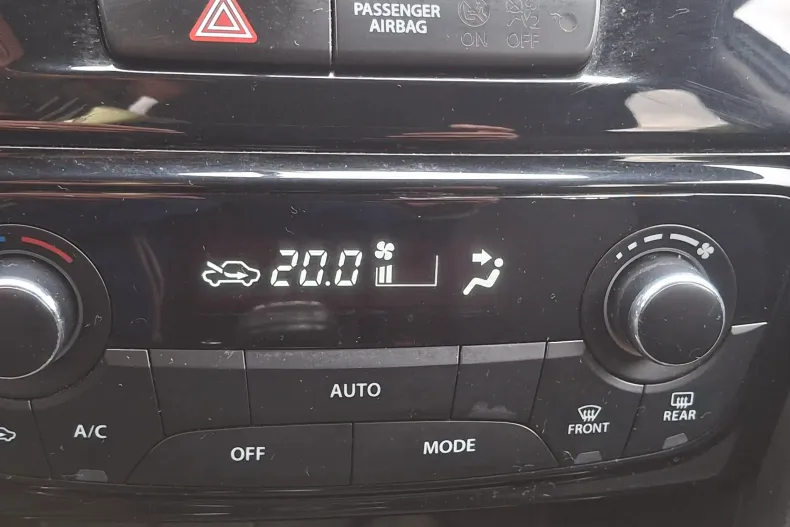 PASSENGER
AIRBAG
ON OFF
20.0
AUTO
A/C
OFF
MODE
FRONT
REAR